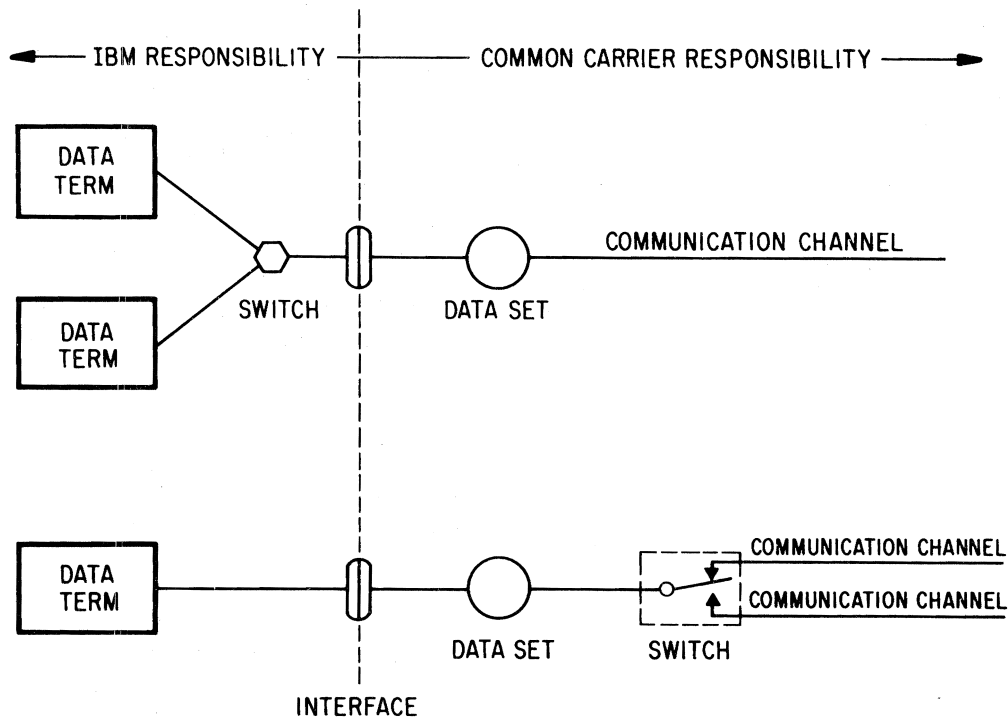 IBM RESPONSIBILITY
COMMON CARRIER RESPONSIBILITY
DATA
TERM
COMMUNICATION CHANNEL
SWITCH
DATA SET
DATA
TERM
COMMUNICATION CHANNEL
DATA
TERM
COMMUNICATION CHANNEL
DATA SET
SWITCH
INTERFACE